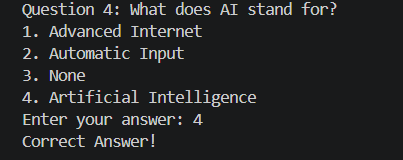 Question 4: What does AI stand for?
1. Advanced Internet
2. Automatic Input
3. None
4. Artificial Intelligence
Enter your answer: 4
Correct Answer!